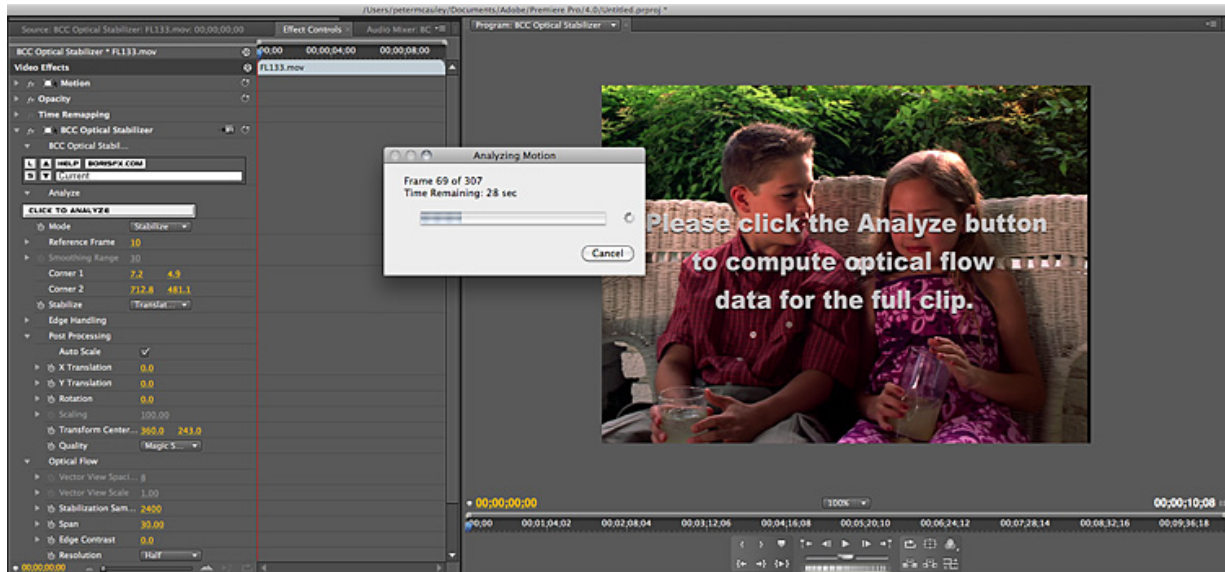 /Users/petermcauley/Documents/Adobe/Premiere Pro/4.0/Untitled.prproj *
Source: BCC Optical Stabilizer: FL133.mov: 00;00;00;00
Effect Controls
Audio Mixer: BC
Program: BCC Optical Stabilizer
BCC Optical Stabilizer * FL133.mov
00;00 00;00;04;00 00;00;08;00
Video Effects
FL133.mov
fx Motion
fx Opacity
Time Remapping
fx BCC Optical Stabilizer
BCC Optical Stabil...
L A HELP BORISFX.COM
S Current
Analyze
CLICK TO ANALYZE
Mode Stabilize
Reference Frame 10
Smoothing Range 30
Corner 1 7.2 4.9
Corner 2 712.8 481.1
Stabilize Translat...
Edge Handling
Post Processing
Auto Scale
X Translation 0.0
Y Translation 0.0
Rotation 0.0
Scaling 100.00
Transform Center... 360.0 243.0
Quality Magic S...
Optical Flow
Vector View Spaci... 8
Vector View Scale 1.00
Stabilization Sam... 2400
Span 30.00
Edge Contrast 0.0
Resolution Half
00;00;00;00
Analyzing Motion
Frame 69 of 307
Time Remaining: 28 sec
Cancel
Please click the Analyze button
to compute optical flow
data for the full clip.
00;00;00;00
100%
00;00;10;08
00;00 00;01;04;02 00;02;08;04 00;03;12;06 00;04;16;08 00;05;20;10 00;06;24;12 00;07;28;14 00;08;32;16 00;09;36;18